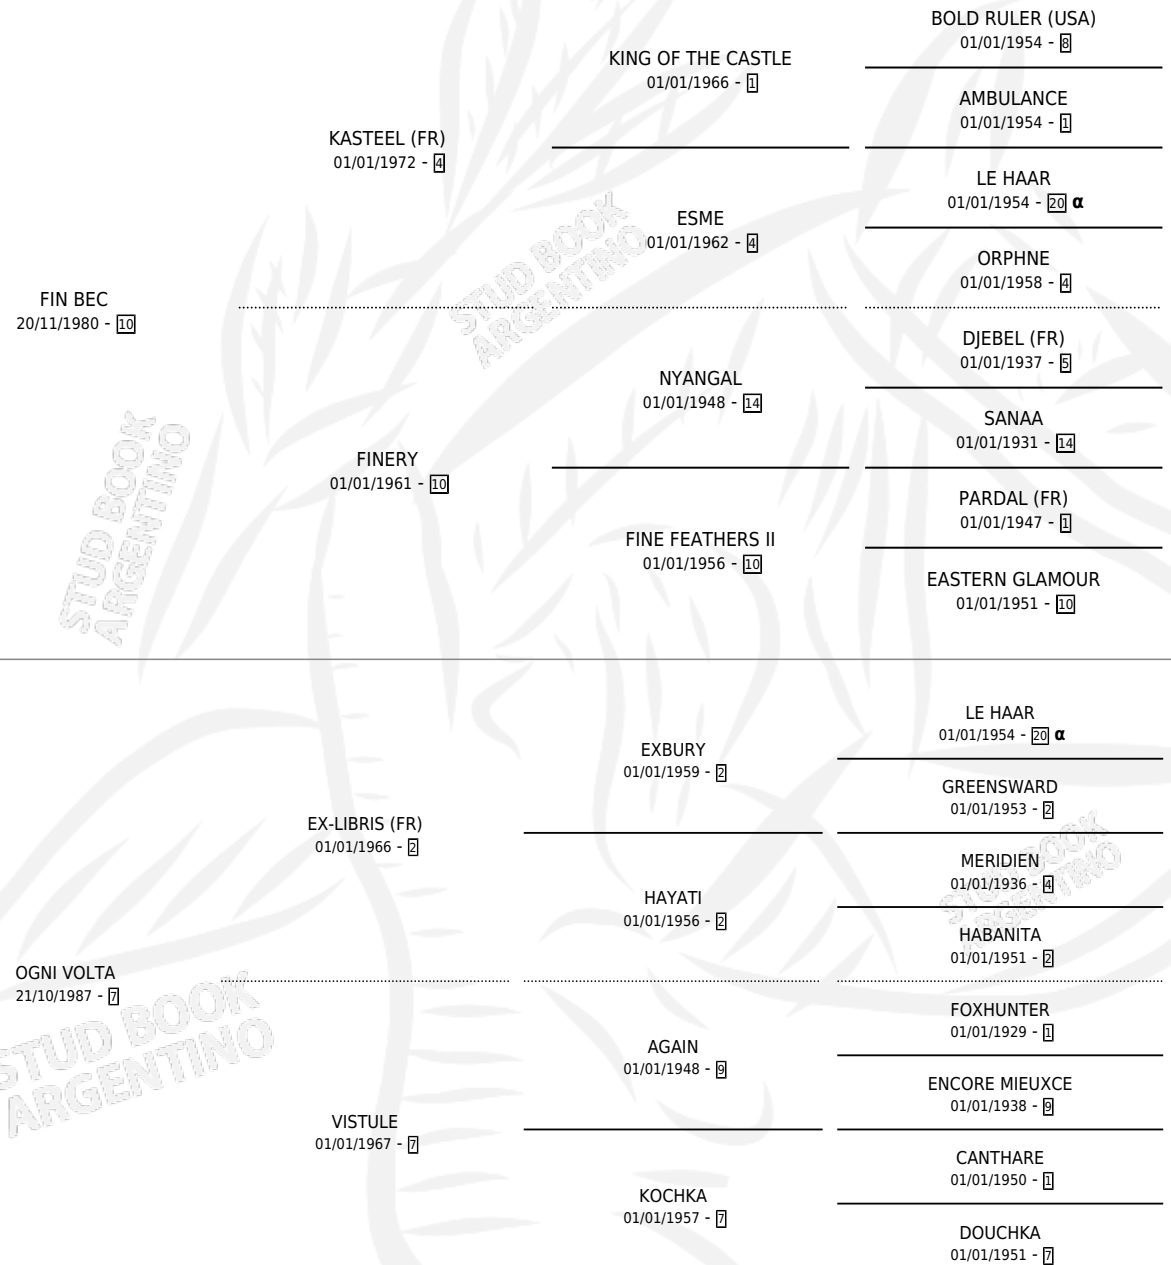 BOLD RULER (USA)
01/01/1954 - 8
KING OF THE CASTLE
01/01/1966 - 1
AMBULANCE
01/01/1954 - 1
KASTEEL (FR)
01/01/1972 - 4
LE HAAR
01/01/1954 - 20 α
ESME
01/01/1962 - 4
ORPHNE
01/01/1958 - 4
FIN BEC
20/11/1980 - 10
DJEBEL (FR)
01/01/1937 - 5
NYANGAL
01/01/1948 - 14
SANAA
01/01/1931 - 14
FINERY
01/01/1961 - 10
PARDAL (FR)
01/01/1947 - 1
FINE FEATHERS II
01/01/1956 - 10
EASTERN GLAMOUR
01/01/1951 - 10
STUD BOOK
ARGENTINO
STUD BOOK
ARGENTINO
LE HAAR
01/01/1954 - 20 α
EXBURY
01/01/1959 - 2
GREENSWARD
01/01/1953 - 2
EX-LIBRIS (FR)
01/01/1966 - 2
MERIDIEN
01/01/1936 - 4
HAYATI
01/01/1956 - 2
HABANITA
01/01/1951 - 2
OGNI VOLTA
21/10/1987 - 7
FOXHUNTER
01/01/1929 - 1
AGAIN
01/01/1948 - 9
ENCORE MIEUXCE
01/01/1938 - 9
VISTULE
01/01/1967 - 7
CANTHARE
01/01/1950 - 1
KOCHKA
01/01/1957 - 7
DOUCHKA
01/01/1951 - 7
STUD BOOK
ARGENTINO
STUD BOOK
ARGENTINO